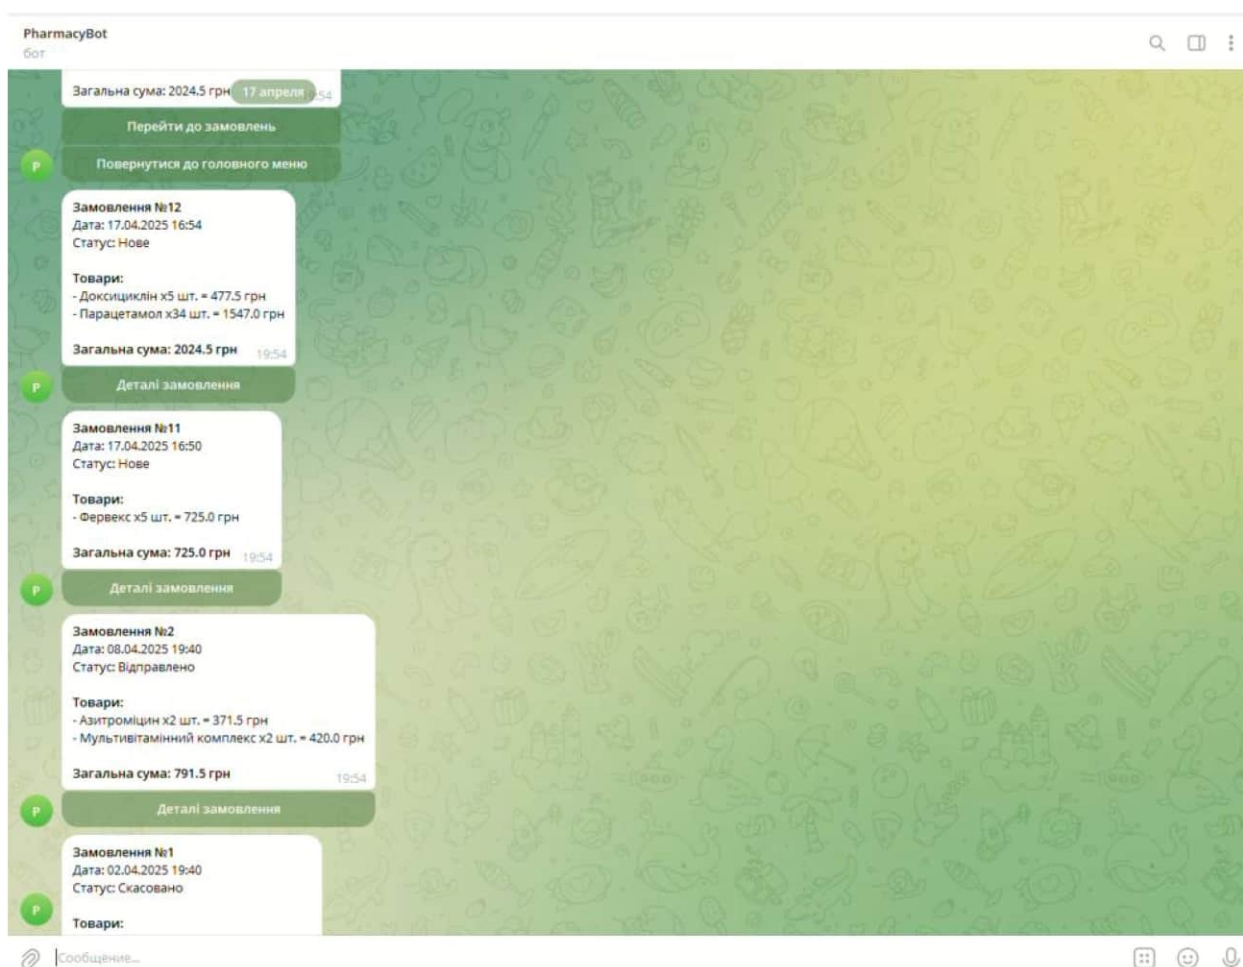 PharmacyBot
бот
Загальна сума: 2024.5 грн
17 апреля
Перейти до замовлень
P
Повернутися до головного меню
Замовлення №12
Дата: 17.04.2025 16:54
Статус: Нове
Товари:
- Доксициклін x5 шт. = 477.5 грн
- Парацетамол x34 шт. = 1547.0 грн
Загальна сума: 2024.5 грн 19:54
P
Деталі замовлення
Замовлення №11
Дата: 17.04.2025 16:50
Статус: Нове
Товари:
- Фервекс x5 шт. = 725.0 грн
Загальна сума: 725.0 грн 19:54
P
Деталі замовлення
Замовлення №2
Дата: 08.04.2025 19:40
Статус: Відправлено
Товари:
- Азитроміцин x2 шт. = 371.5 грн
- Мультивітамінний комплекс x2 шт. = 420.0 грн
Загальна сума: 791.5 грн 19:54
P
Деталі замовлення
Замовлення №1
Дата: 02.04.2025 19:40
Статус: Скасовано
P
Товари:
Сообщение...